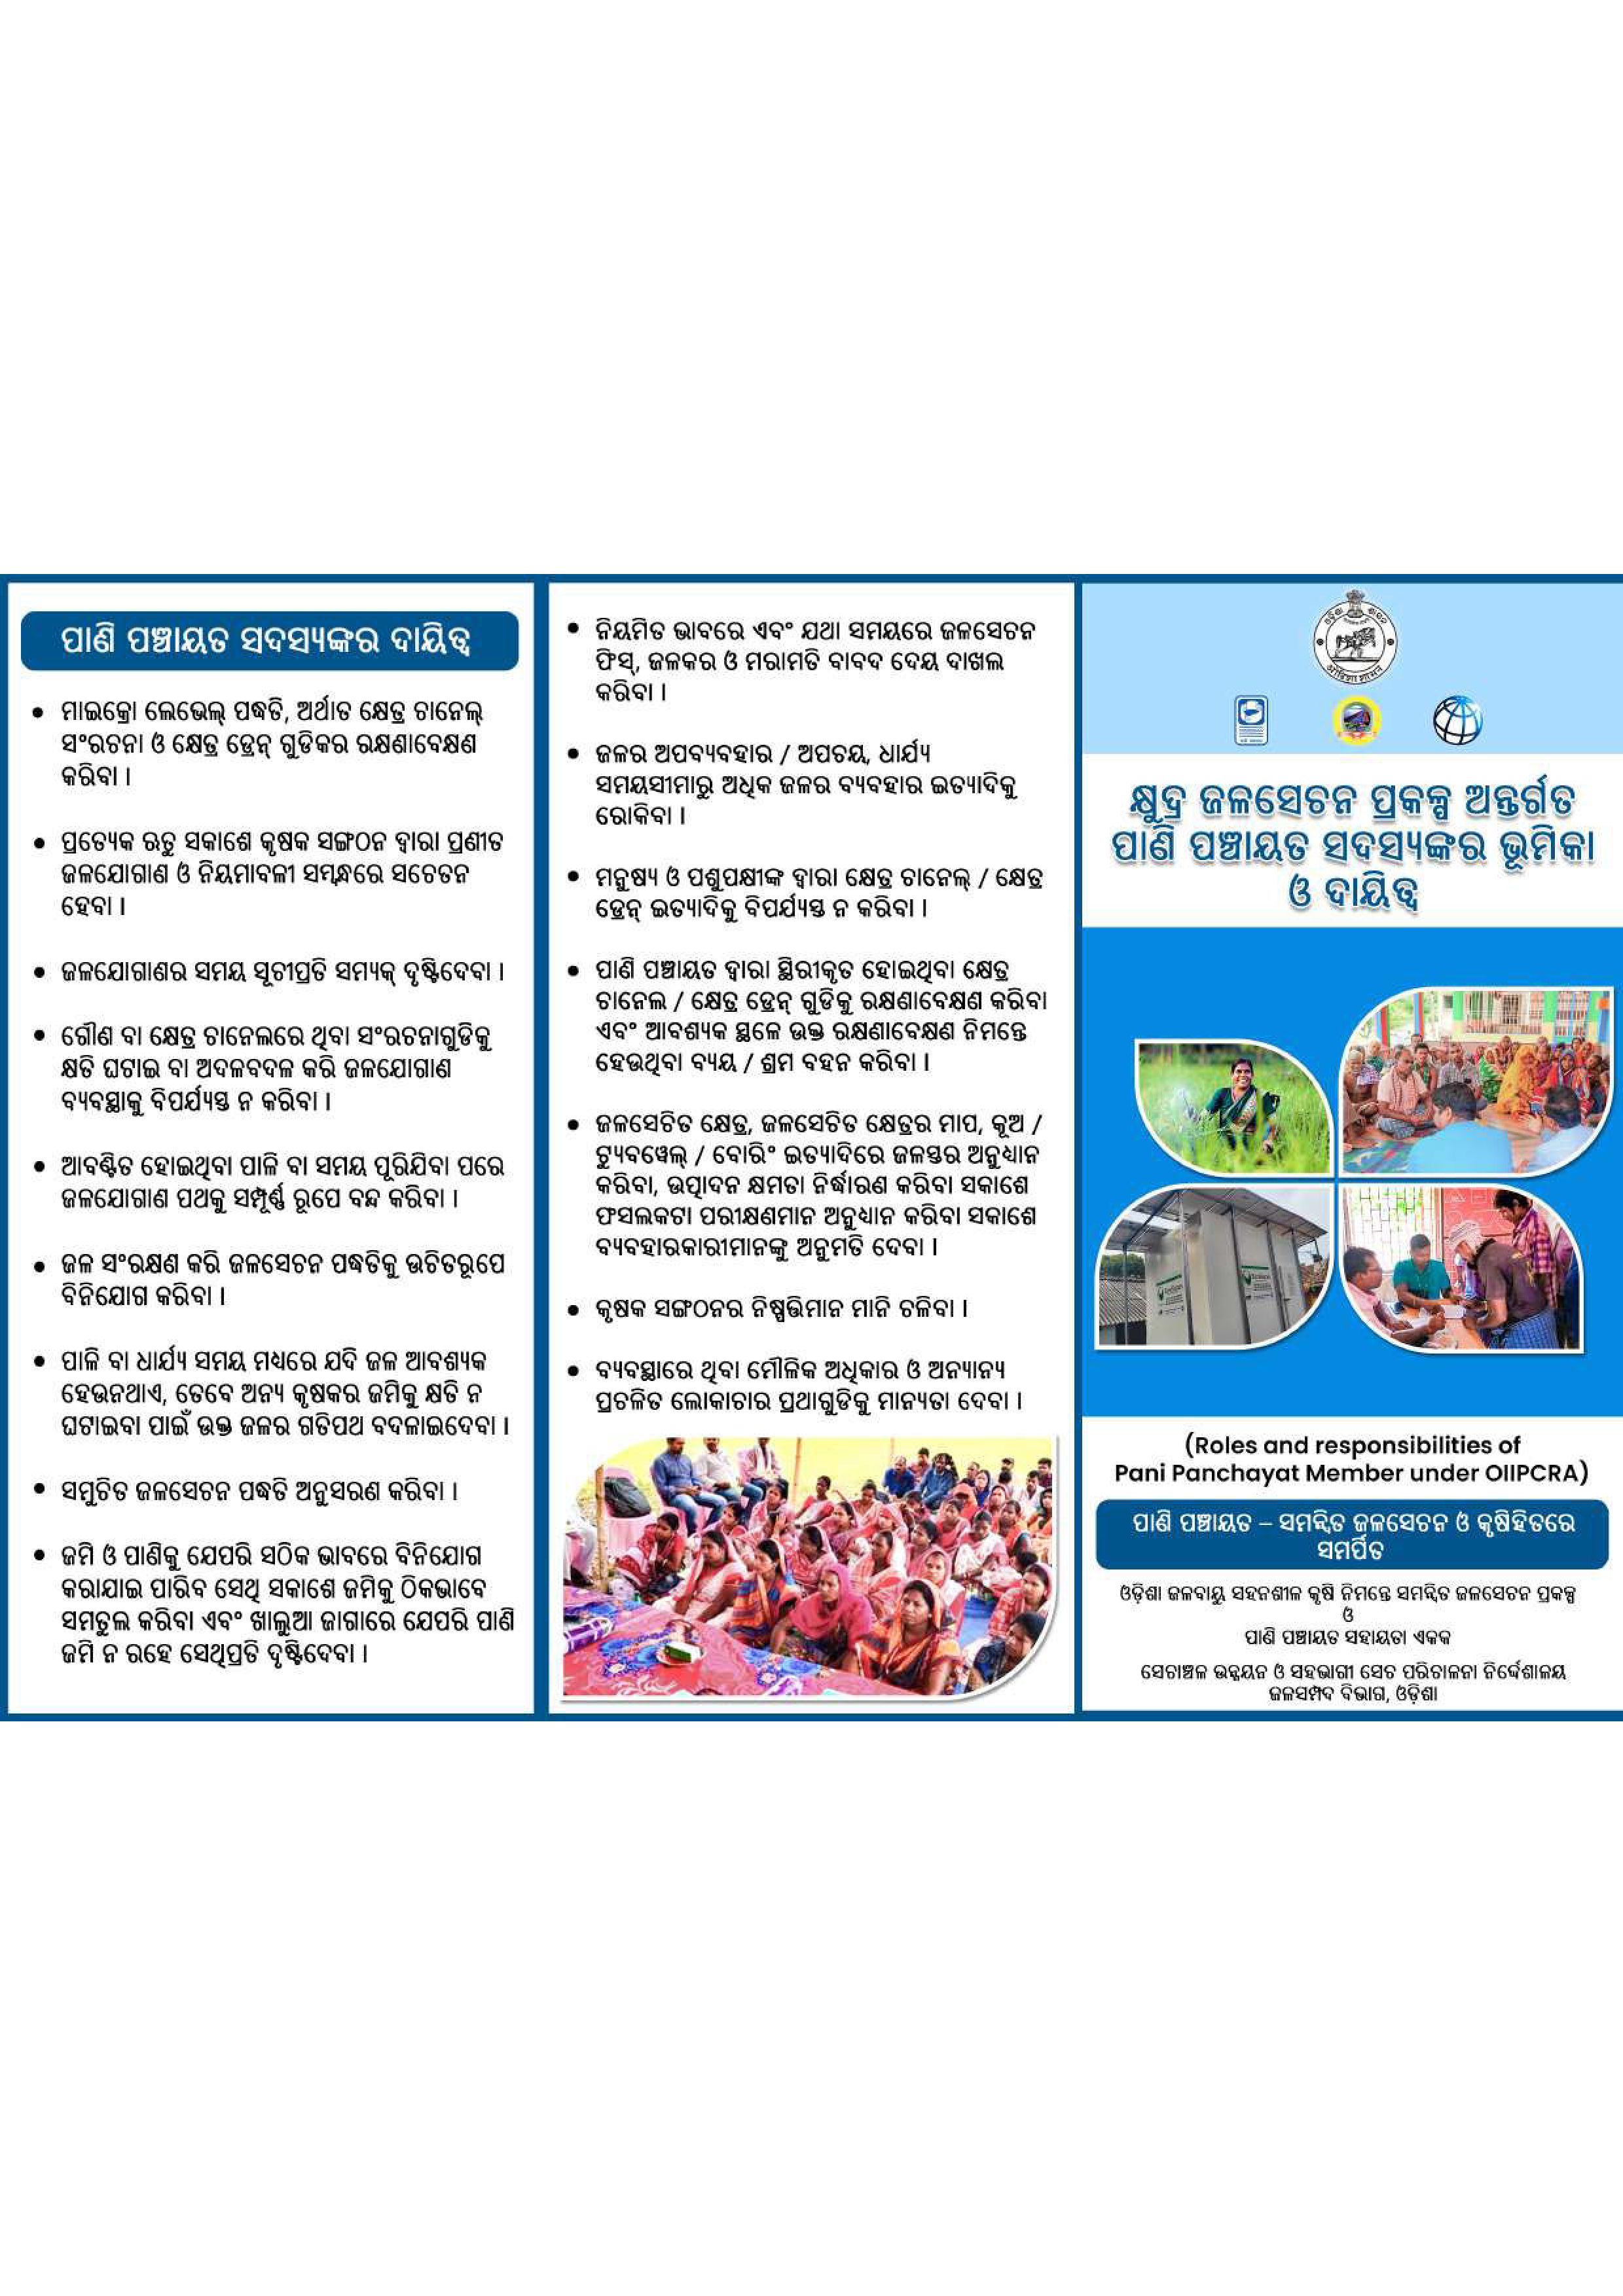 ପାଣି ପଞ୍ଚାୟତ ସଦସ୍ୟଙ୍କର ଦାୟିତ୍ୱ
• ମାଇକ୍ରୋ ଲେଭେଲ୍ ପଦ୍ଧତି, ଅର୍ଥାତ କ୍ଷେତ୍ର ଚାନେଲ୍
ସଂରଚନା ଓ କ୍ଷେତ୍ର ଡ୍ରେନ୍ ଗୁଡିକର ରକ୍ଷଣାବେକ୍ଷଣ
କରିବା ।
• ପ୍ରତ୍ୟେକ ଋତୁ ସକାଶେ କୃଷକ ସଙ୍ଗଠନ ଦ୍ୱାରା ପ୍ରଣୀତ
ଜଳଯୋଗାଣ ଓ ନିୟମାବଳୀ ସମ୍ବନ୍ଧରେ ସଚେତନ
ହେବା ।
• ଜଳଯୋଗାଣର ସମୟ ସୂଚୀପ୍ରତି ସମ୍ୟକ୍ ଦୃଷ୍ଟିଦେବା ।
• ଗୌଣ ବା କ୍ଷେତ୍ର ଚାନେଲରେ ଥିବା ସଂରଚନାଗୁଡିକୁ
କ୍ଷତି ଘଟାଇ ବା ଅଦଳବଦଳ କରି ଜଳଯୋଗାଣ
ବ୍ୟବସ୍ଥାକୁ ବିପର୍ଯ୍ୟସ୍ତ ନ କରିବା ।
• ଆବଣ୍ଟିତ ହୋଇଥିବା ପାଳି ବା ସମୟ ପୂରିଯିବା ପରେ
ଜଳଯୋଗାଣ ପଥକୁ ସମ୍ପୂର୍ଣ୍ଣ ରୂପେ ବନ୍ଦ କରିବା ।
• ଜଳ ସଂରକ୍ଷଣ କରି ଜଳସେଚନ ପଦ୍ଧତିକୁ ଉଚିତରୂପେ
ବିନିଯୋଗ କରିବା ।
• ପାଳି ବା ଧାର୍ଯ୍ୟ ସମୟ ମଧ୍ୟରେ ଯଦି ଜଳ ଆବଶ୍ୟକ
ହେଉନଥାଏ, ତେବେ ଅନ୍ୟ କୃଷକର ଜମିକୁ କ୍ଷତି ନ
ଘଟାଇବା ପାଇଁ ଉକ୍ତ ଜଳର ଗତିପଥ ବଦଳାଇଦେବା ।
• ସମୁଚିତ ଜଳସେଚନ ପଦ୍ଧତି ଅନୁସରଣ କରିବା ।
• ଜମି ଓ ପାଣିକୁ ଯେପରି ସଠିକ ଭାବରେ ବିନିଯୋଗ
କରାଯାଇ ପାରିବ ସେଥି ସକାଶେ ଜମିକୁ ଠିକଭାବେ
ସମତୁଲ କରିବା ଏବଂ ଖାଲୁଆ ଜାଗାରେ ଯେପରି ପାଣି
ଜମି ନ ରହେ ସେଥିପ୍ରତି ଦୃଷ୍ଟିଦେବା ।
• ନିୟମିତ ଭାବରେ ଏବଂ ଯଥା ସମୟରେ ଜଳସେଚନ
ଫିସ୍, ଜଳକର ଓ ମରାମତି ବାବଦ ଦେୟ ଦାଖଲ
କରିବା ।
• ଜଳର ଅପବ୍ୟବହାର / ଅପଚୟ, ଧାର୍ଯ୍ୟ
ସମୟସୀମାରୁ ଅଧିକ ଜଳର ବ୍ୟବହାର ଇତ୍ୟାଦିକୁ
ରୋକିବା ।
• ମନୁଷ୍ୟ ଓ ପଶୁପକ୍ଷୀଙ୍କ ଦ୍ୱାରା କ୍ଷେତ୍ର ଚାନେଲ୍ / କ୍ଷେତ୍ର
ଡ୍ରେନ୍ ଇତ୍ୟାଦିକୁ ବିପର୍ଯ୍ୟସ୍ତ ନ କରିବା ।
• ପାଣି ପଞ୍ଚାୟତ ଦ୍ୱାରା ସ୍ଥିରୀକୃତ ହୋଇଥିବା କ୍ଷେତ୍ର
ଚାନେଲ / କ୍ଷେତ୍ର ଡ୍ରେନ୍ ଗୁଡିକୁ ରକ୍ଷଣାବେକ୍ଷଣ କରିବା
ଏବଂ ଆବଶ୍ୟକ ସ୍ଥଳେ ଉକ୍ତ ରକ୍ଷଣାବେକ୍ଷଣ ନିମନ୍ତେ
ହେଉଥିବା ବ୍ୟୟ / ଶ୍ରମ ବହନ କରିବା ।
• ଜଳସେଚିତ କ୍ଷେତ୍ର, ଜଳସେଚିତ କ୍ଷେତ୍ରର ମାପ, କୂଅ /
ଟ୍ୟୁବୱେଲ୍ / ବୋରିଂ ଇତ୍ୟାଦିରେ ଜଳସ୍ତର ଅନୁଧ୍ୟାନ
କରିବା, ଉତ୍ପାଦନ କ୍ଷମତା ନିର୍ଦ୍ଧାରଣ କରିବା ସକାଶେ
ଫସଲକଟା ପରୀକ୍ଷଣମାନ ଅନୁଧ୍ୟାନ କରିବା ସକାଶେ
ବ୍ୟବହାରକାରୀମାନଙ୍କୁ ଅନୁମତି ଦେବା ।
• କୃଷକ ସଙ୍ଗଠନର ନିଷ୍ପତ୍ତିମାନ ମାନି ଚଳିବା ।
• ବ୍ୟବସ୍ଥାରେ ଥିବା ମୌଳିକ ଅଧିକାର ଓ ଅନ୍ୟାନ୍ୟ
ପ୍ରଚଳିତ ଲୋକାଚାର ପ୍ରଥାଗୁଡିକୁ ମାନ୍ୟତା ଦେବା ।
କ୍ଷୁଦ୍ର ଜଳସେଚନ ପ୍ରକଳ୍ପ ଅନ୍ତର୍ଗତ
ପାଣି ପଞ୍ଚାୟତ ସଦସ୍ୟଙ୍କର ଭୂମିକା
ଓ ଦାୟିତ୍ୱ
(Roles and responsibilities of
Pani Panchayat Member under OIIPCRA)
ପାଣି ପଞ୍ଚାୟତ – ସମନ୍ୱିତ ଜଳସେଚନ ଓ କୃଷିହିତରେ
ସମର୍ପିତ
ଓଡ଼ିଶା ଜଳବାୟୁ ସହନଶୀଳ କୃଷି ନିମନ୍ତେ ସମନ୍ୱିତ ଜଳସେଚନ ପ୍ରକଳ୍ପ
ଓ
ପାଣି ପଞ୍ଚାୟତ ସହାୟତା ଏକକ
ସେଚାଞ୍ଚଳ ଉନ୍ନୟନ ଓ ସହଭାଗୀ ସେଚ ପରିଚାଳନା ନିର୍ଦ୍ଦେଶାଳୟ
ଜଳସମ୍ପଦ ବିଭାଗ, ଓଡ଼ିଶା